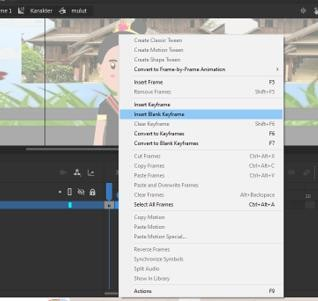 ne 1 Karakter mulut
Create Classic Tween
Create Motion Tween
Create Shape Tween
Convert to Frame-by-Frame Animation
Insert Frame F5
Remove Frames Shift+F5
Insert Keyframe
Insert Blank Keyframe
Clear Keyframe Shift+F6
Convert to Keyframes F6
Convert to Blank Keyframes F7
Cut Frames Ctrl+Alt+X
Copy Frames Ctrl+Alt+C
Paste Frames Ctrl+Alt+V
Paste and Overwrite Frames
Clear Frames Alt+Backspace
Select All Frames Ctrl+Alt+A
Copy Motion
Paste Motion
Paste Motion Special...
Reverse Frames
Synchronize Symbols
Split Audio
Show In Library
Actions F9